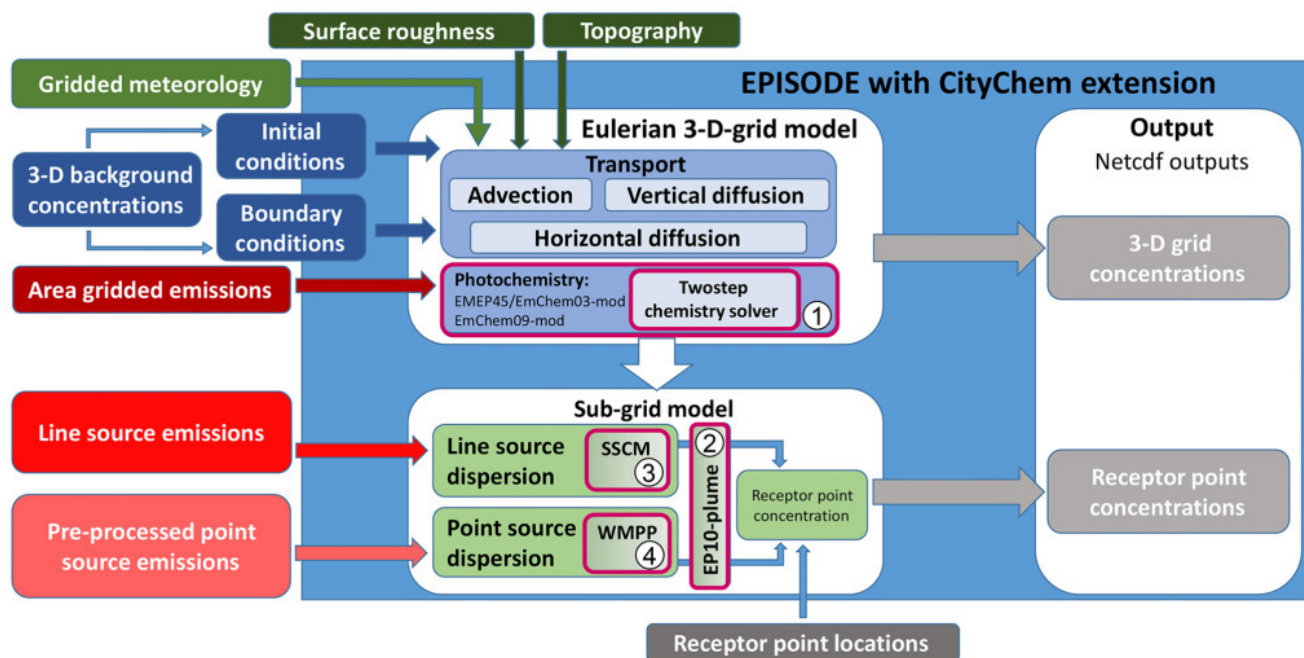 Surface roughness
Topography
Gridded meteorology
EPISODE with CityChem extension
Initial
conditions
3-D background
concentrations
Boundary
conditions
Area gridded emissions
Eulerian 3-D-grid model
Transport
Advection
Vertical diffusion
Horizontal diffusion
Photochemistry:
EMEP45/EmChem03-mod
EmChem09-mod
Twostep
chemistry solver
1
Output
Netcdf outputs
3-D grid
concentrations
Line source emissions
Pre-processed point
source emissions
Sub-grid model
Line source
dispersion
SSCM
3
Point source
dispersion
WMPP
4
2
EP10-plume
Receptor point
concentration
Receptor point
concentrations
Receptor point locations